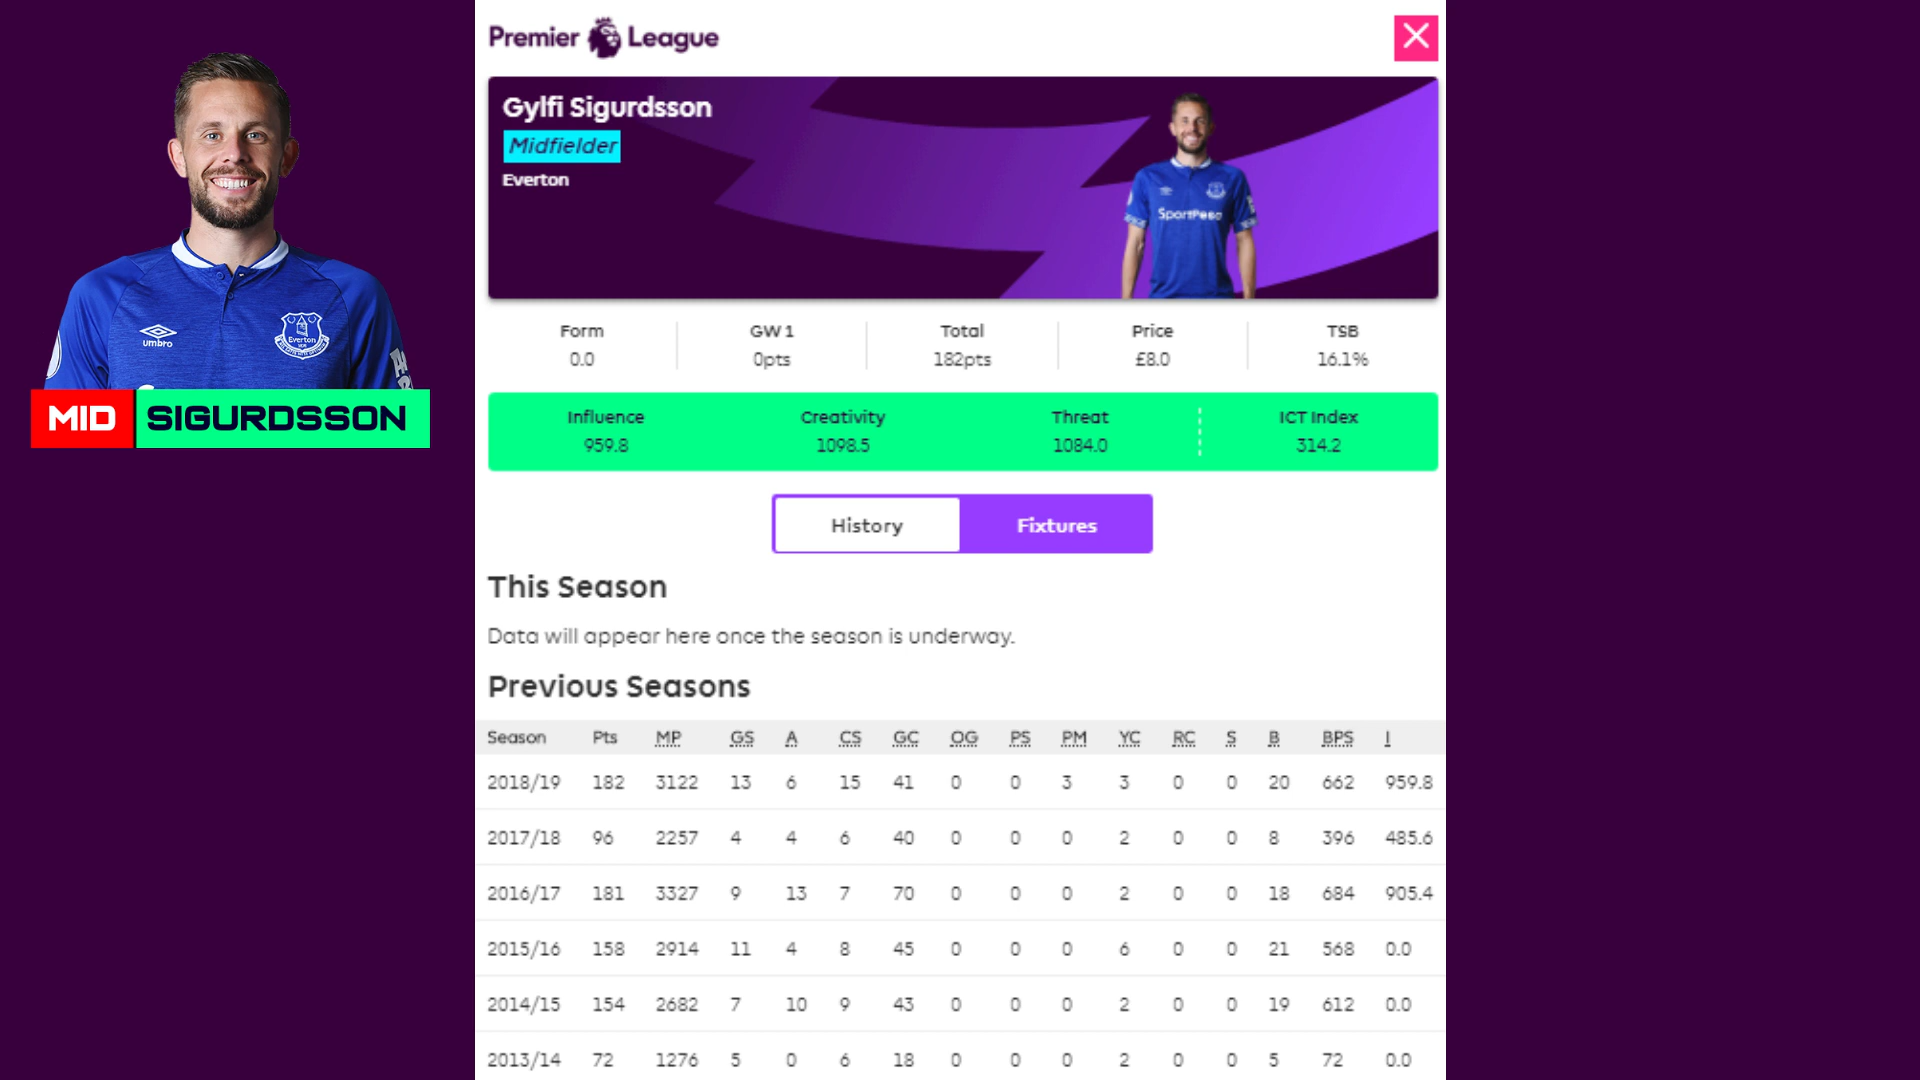 Premier League
Gylfi Sigurdsson
Midfielder
Everton
SportPesa
umbro
Everton
MID SIGURDSSON
Form GW 1 Total Price TSB
0.0 0pts 182pts £8.0 16.1%
Influence Creativity Threat ICT Index
959.8 1098.5 1084.0 314.2
History Fixtures
This Season
Data will appear here once the season is underway.
Previous Seasons
Season Pts MP GS A CS GC OG PS PM YC RC S B BPS I
2018/19 182 3122 13 6 15 41 0 0 3 3 0 0 20 662 959.8
2017/18 96 2257 4 4 6 40 0 0 0 2 0 0 8 396 485.6
2016/17 181 3327 9 13 7 70 0 0 0 2 0 0 18 684 905.4
2015/16 158 2914 11 4 8 45 0 0 0 6 0 0 21 568 0.0
2014/15 154 2682 7 10 9 43 0 0 0 2 0 0 19 612 0.0
2013/14 72 1276 5 0 6 18 0 0 0 2 0 0 5 72 0.0